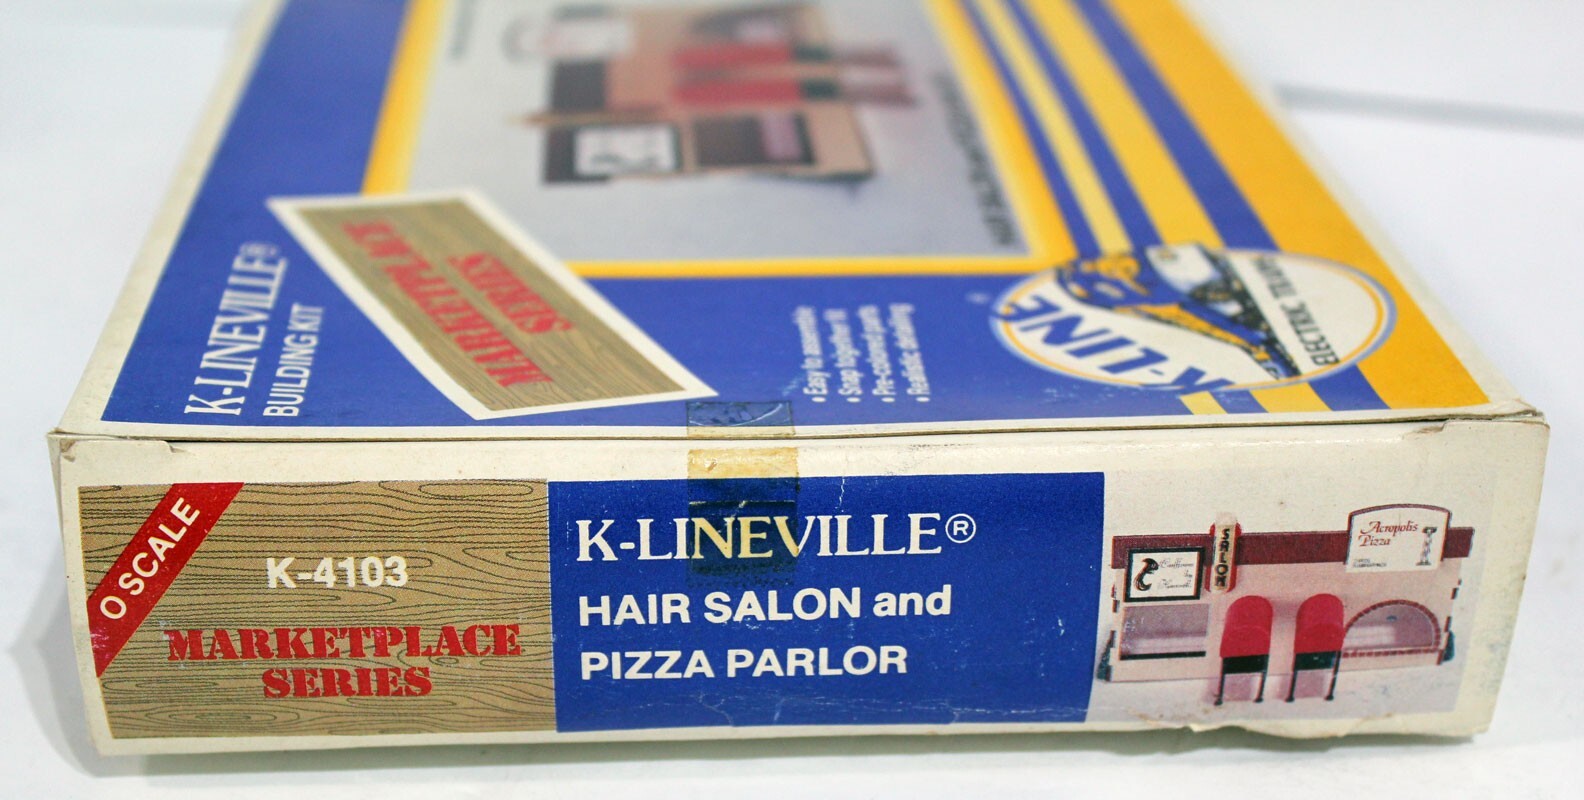 K-LINEVILLE®
BUILDING KIT
MARKETPLACE
SERIES
• Easy to assemble
• Snap together fit
• Pre-colored parts
• Realistic detailing
K-LINE
ELECTRIC TRAINS
O SCALE
K-4103
MARKETPLACE
SERIES
K-LINEVILLE®
HAIR SALON and
PIZZA PARLOR
SALON
Acropolis
Pizza